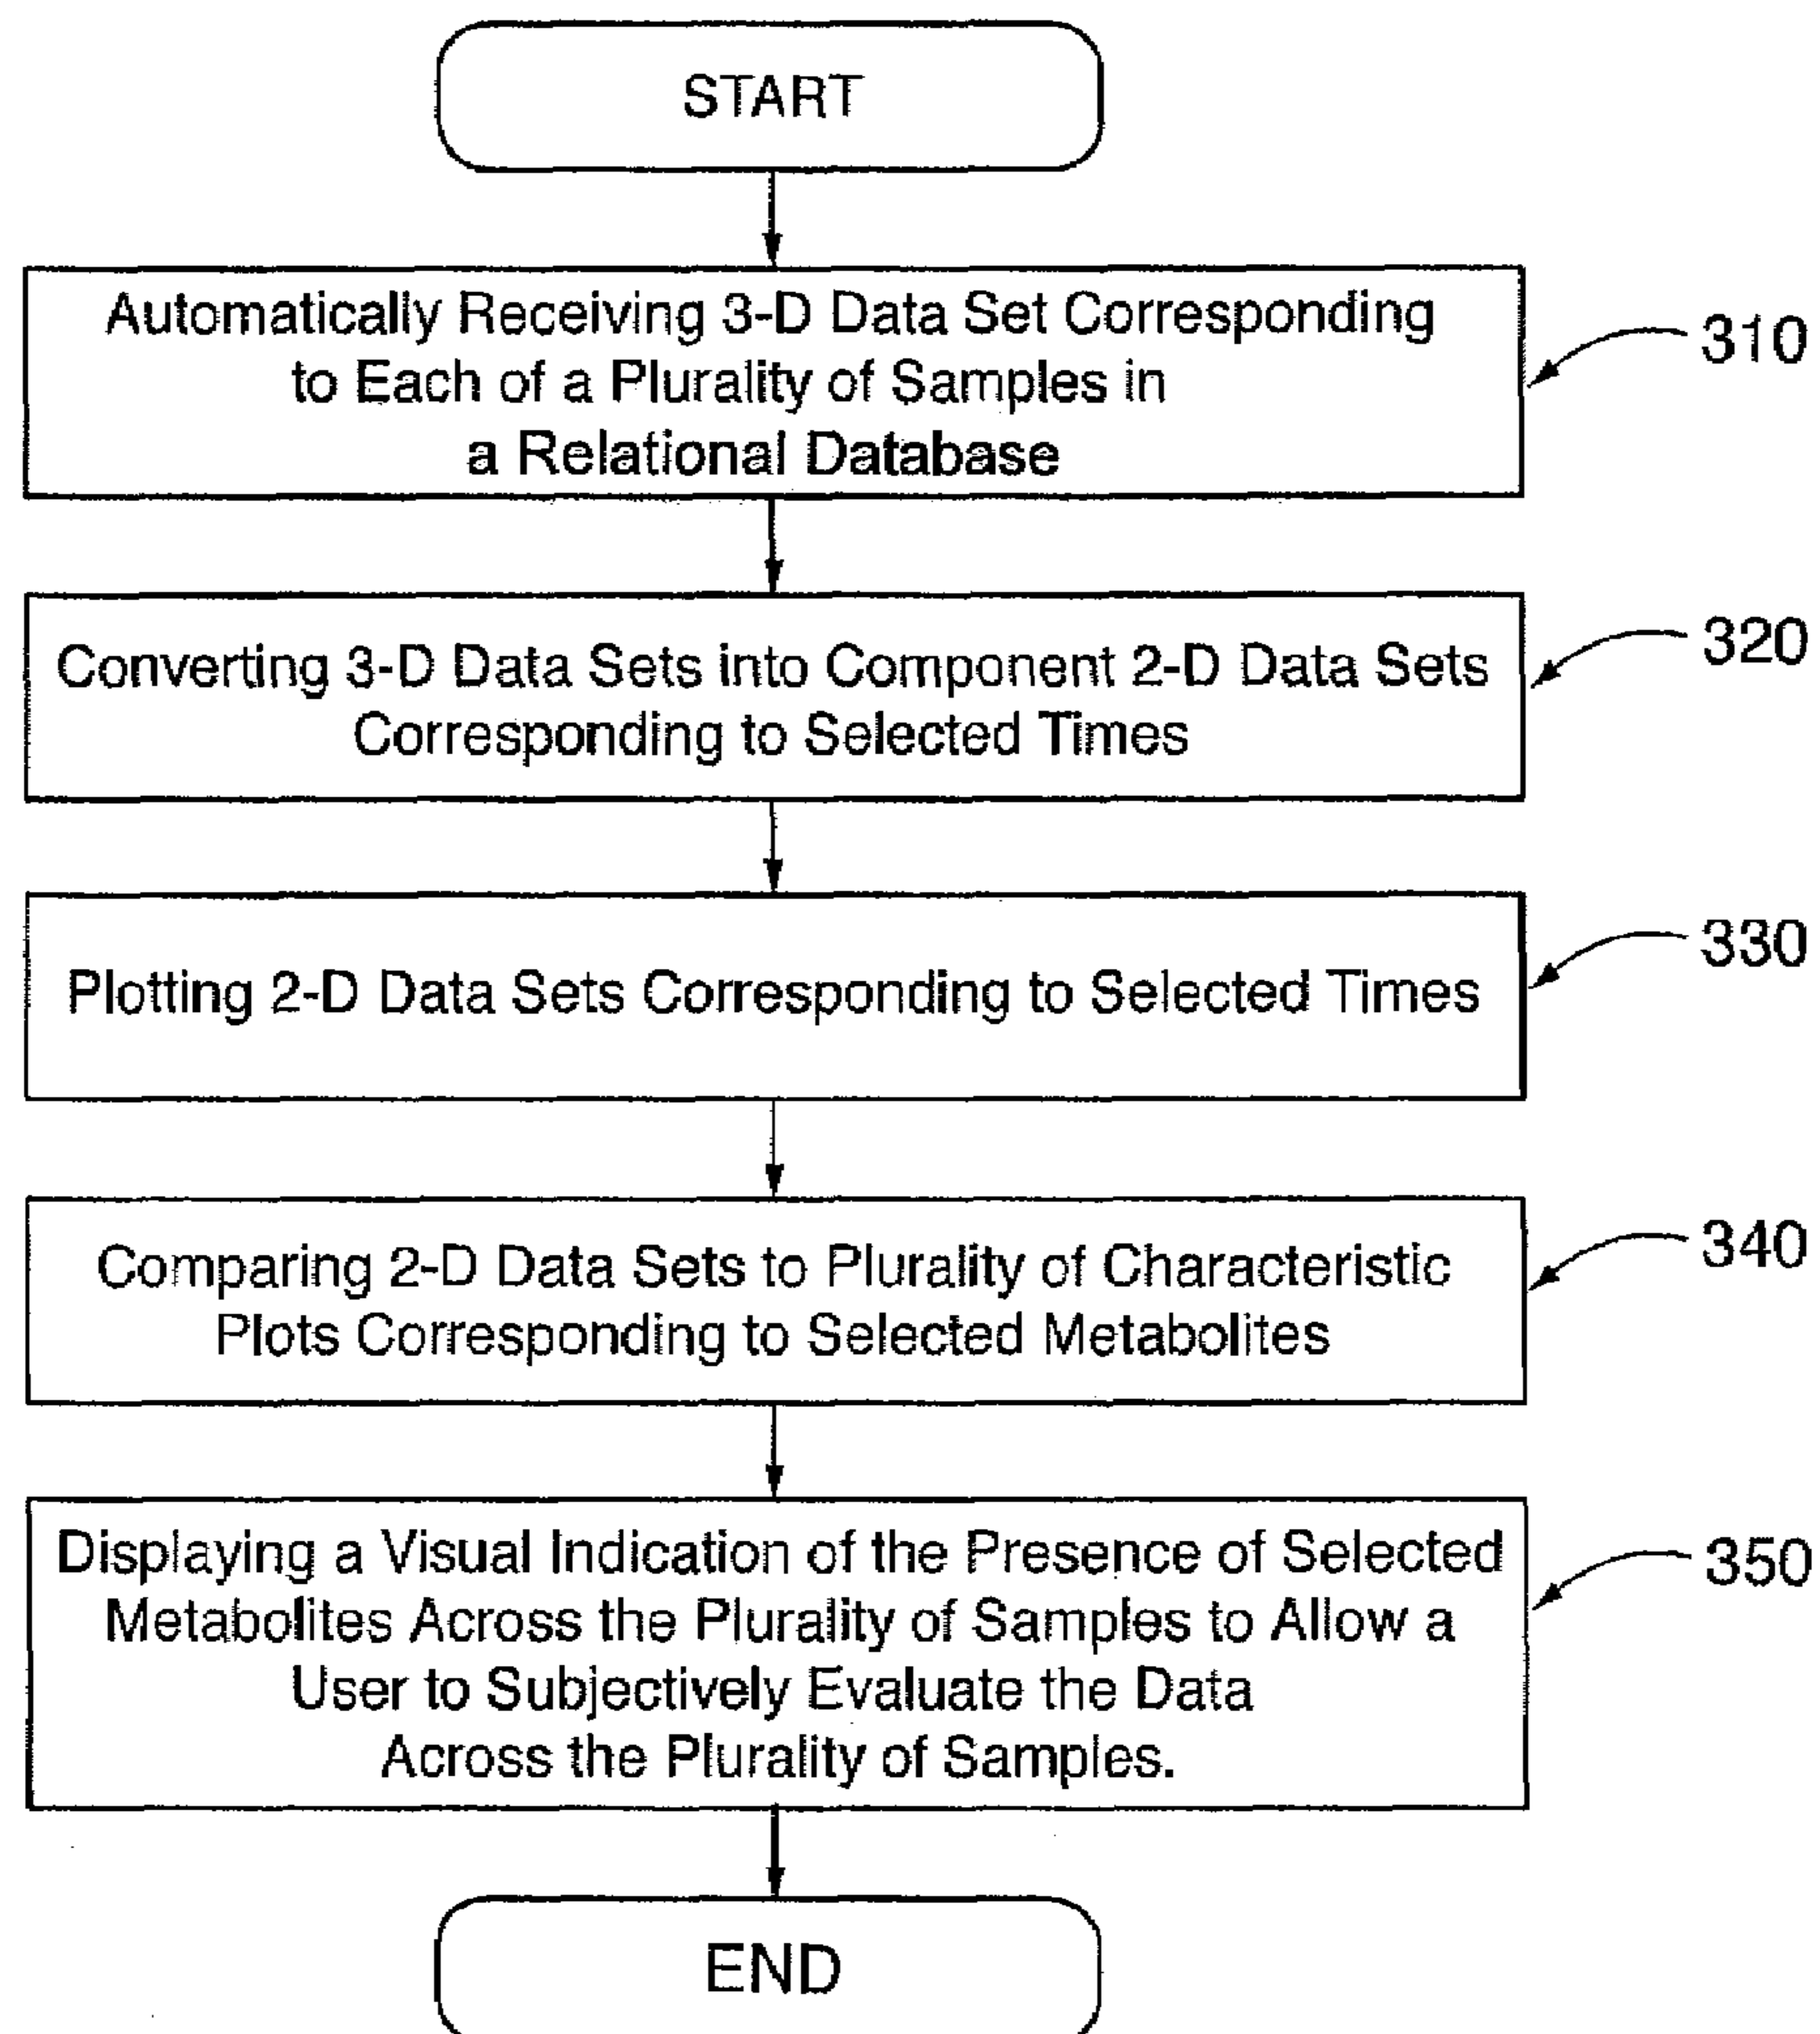 START
Automatically Receiving 3-D Data Set Corresponding
to Each of a Plurality of Samples in
a Relational Database
310
Converting 3-D Data Sets into Component 2-D Data Sets
Corresponding to Selected Times
320
Plotting 2-D Data Sets Corresponding to Selected Times
330
Comparing 2-D Data Sets to Plurality of Characteristic
Plots Corresponding to Selected Metabolites
340
Displaying a Visual Indication of the Presence of Selected
Metabolites Across the Plurality of Samples to Allow a
User to Subjectively Evaluate the Data
Across the Plurality of Samples.
350
END